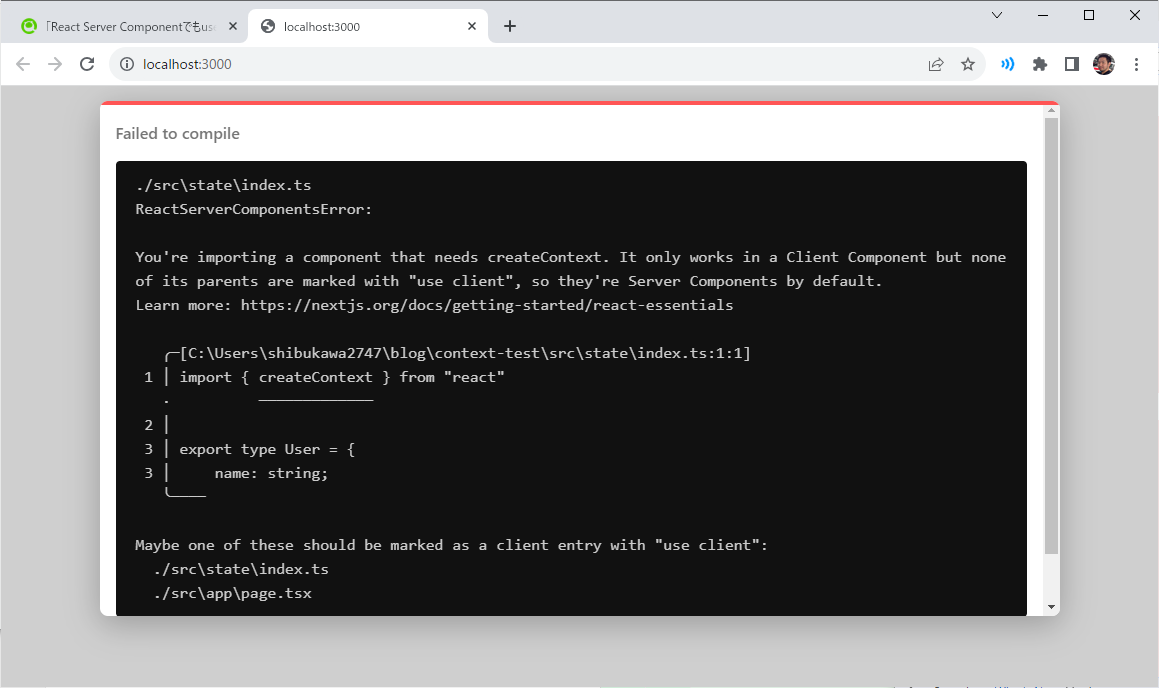 「React Server Componentでもus
localhost:3000
localhost:3000
Failed to compile
./src\state\index.ts
ReactServerComponentsError:
You're importing a component that needs createContext. It only works in a Client Component but none
of its parents are marked with "use client", so they're Server Components by default.
Learn more: https://nextjs.org/docs/getting-started/react-essentials
╭─[C:\Users\shibukawa2747\blog\context-test\src\state\index.ts:1:1]
1 │ import { createContext } from "react"
·          ─────────────
2 │
3 │ export type User = {
3 │     name: string;
╰────
Maybe one of these should be marked as a client entry with "use client":
./src\state\index.ts
./src\app\page.tsx